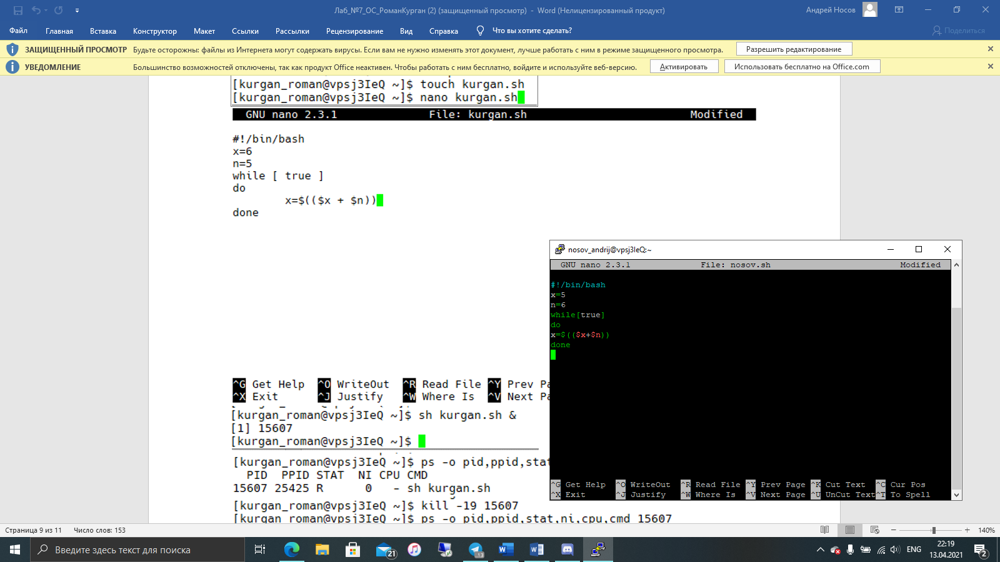 Лаб_№7_ОС_РоманКурган (2) (защищенный просмотр) - Word (Нелицензированный продукт)
Андрей Носов
Файл Главная Вставка Конструктор Макет Ссылки Рассылки Рецензирование Вид Справка Что вы хотите сделать? Поделиться
ЗАЩИЩЕННЫЙ ПРОСМОТР Будьте осторожны: файлы из Интернета могут содержать вирусы. Если вам не нужно изменять этот документ, лучше работать с ним в режиме защищенного просмотра. Разрешить редактирование
УВЕДОМЛЕНИЕ Большинство возможностей отключены, так как продукт Office неактивен. Чтобы работать с ним бесплатно, войдите и используйте веб-версию. Активировать Использовать бесплатно на Office.com
[kurgan_roman@vpsj3IeQ ~]$ touch kurgan.sh
[kurgan_roman@vpsj3IeQ ~]$ nano kurgan.sh
GNU nano 2.3.1 File: kurgan.sh Modified
#!/bin/bash
x=6
n=5
while [ true ]
do
x=$(($x + $n))
done
^G Get Help ^O WriteOut ^R Read File ^Y Prev Pa
^X Exit ^J Justify ^W Where Is ^V Next Pa
[kurgan_roman@vpsj3IeQ ~]$ sh kurgan.sh &
[1] 15607
[kurgan_roman@vpsj3IeQ ~]$
[kurgan_roman@vpsj3IeQ ~]$ ps -o pid,ppid,stat
PID PPID STAT NI CPU CMD
15607 25425 R 0 - sh kurgan.sh
[kurgan_roman@vpsj3IeQ ~]$ kill -19 15607
[kurgan_roman@vpsj3IeQ ~]$ ps -o pid,ppid,stat,ni,cpu,cmd 15607
nosov_andrij@vpsj3IeQ:~
GNU nano 2.3.1 File: nosov.sh Modified
#!/bin/bash
x=5
n=6
while[true]
do
x=$(($x+$n))
done
^G Get Help ^O WriteOut ^R Read File ^Y Prev Page ^K Cut Text ^C Cur Pos
^X Exit ^J Justify ^W Where Is ^V Next Page ^U UnCut Text ^T To Spell
Страница 9 из 11 Число слов: 153
140%
Введите здесь текст для поиска
21
.13
ENG
22:19
13.04.2021
2